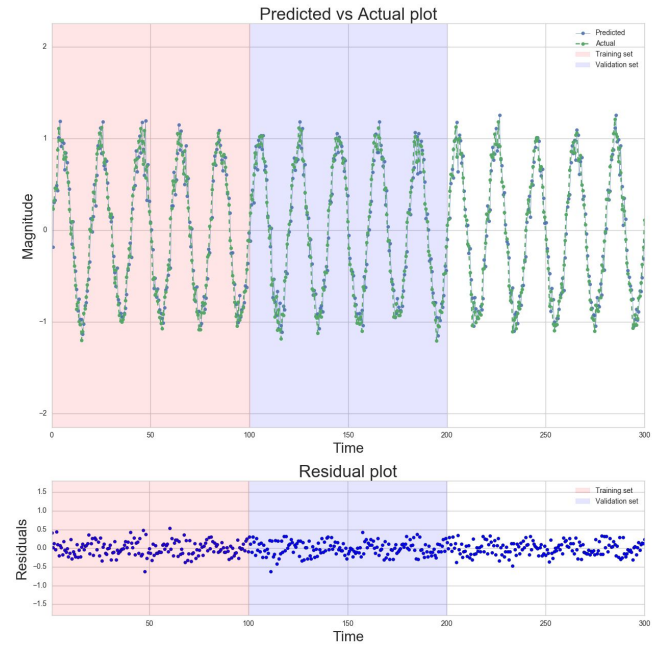 Predicted vs Actual plot
Predicted
Actual
Training set
Validation set
2
1
0
−1
−2
Magnitude
0 50 100 150 200 250 300
Time
Residual plot
Training set
Validation set
1.5
1.0
0.5
0.0
−0.5
−1.0
−1.5
Residuals
50 100 150 200 250 300
Time